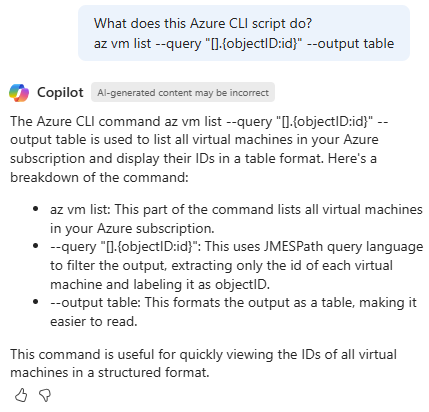 What does this Azure CLI script do?
az vm list --query "[].{objectID:id}" --output table
Copilot AI-generated content may be incorrect
The Azure CLI command az vm list --query "[].{objectID:id}" --
output table is used to list all virtual machines in your Azure
subscription and display their IDs in a table format. Here's a
breakdown of the command:
• az vm list: This part of the command lists all virtual machines
in your Azure subscription.
• --query "[].{objectID:id}": This uses JMESPath query language
to filter the output, extracting only the id of each virtual
machine and labeling it as objectID.
• --output table: This formats the output as a table, making it
easier to read.
This command is useful for quickly viewing the IDs of all virtual
machines in a structured format.